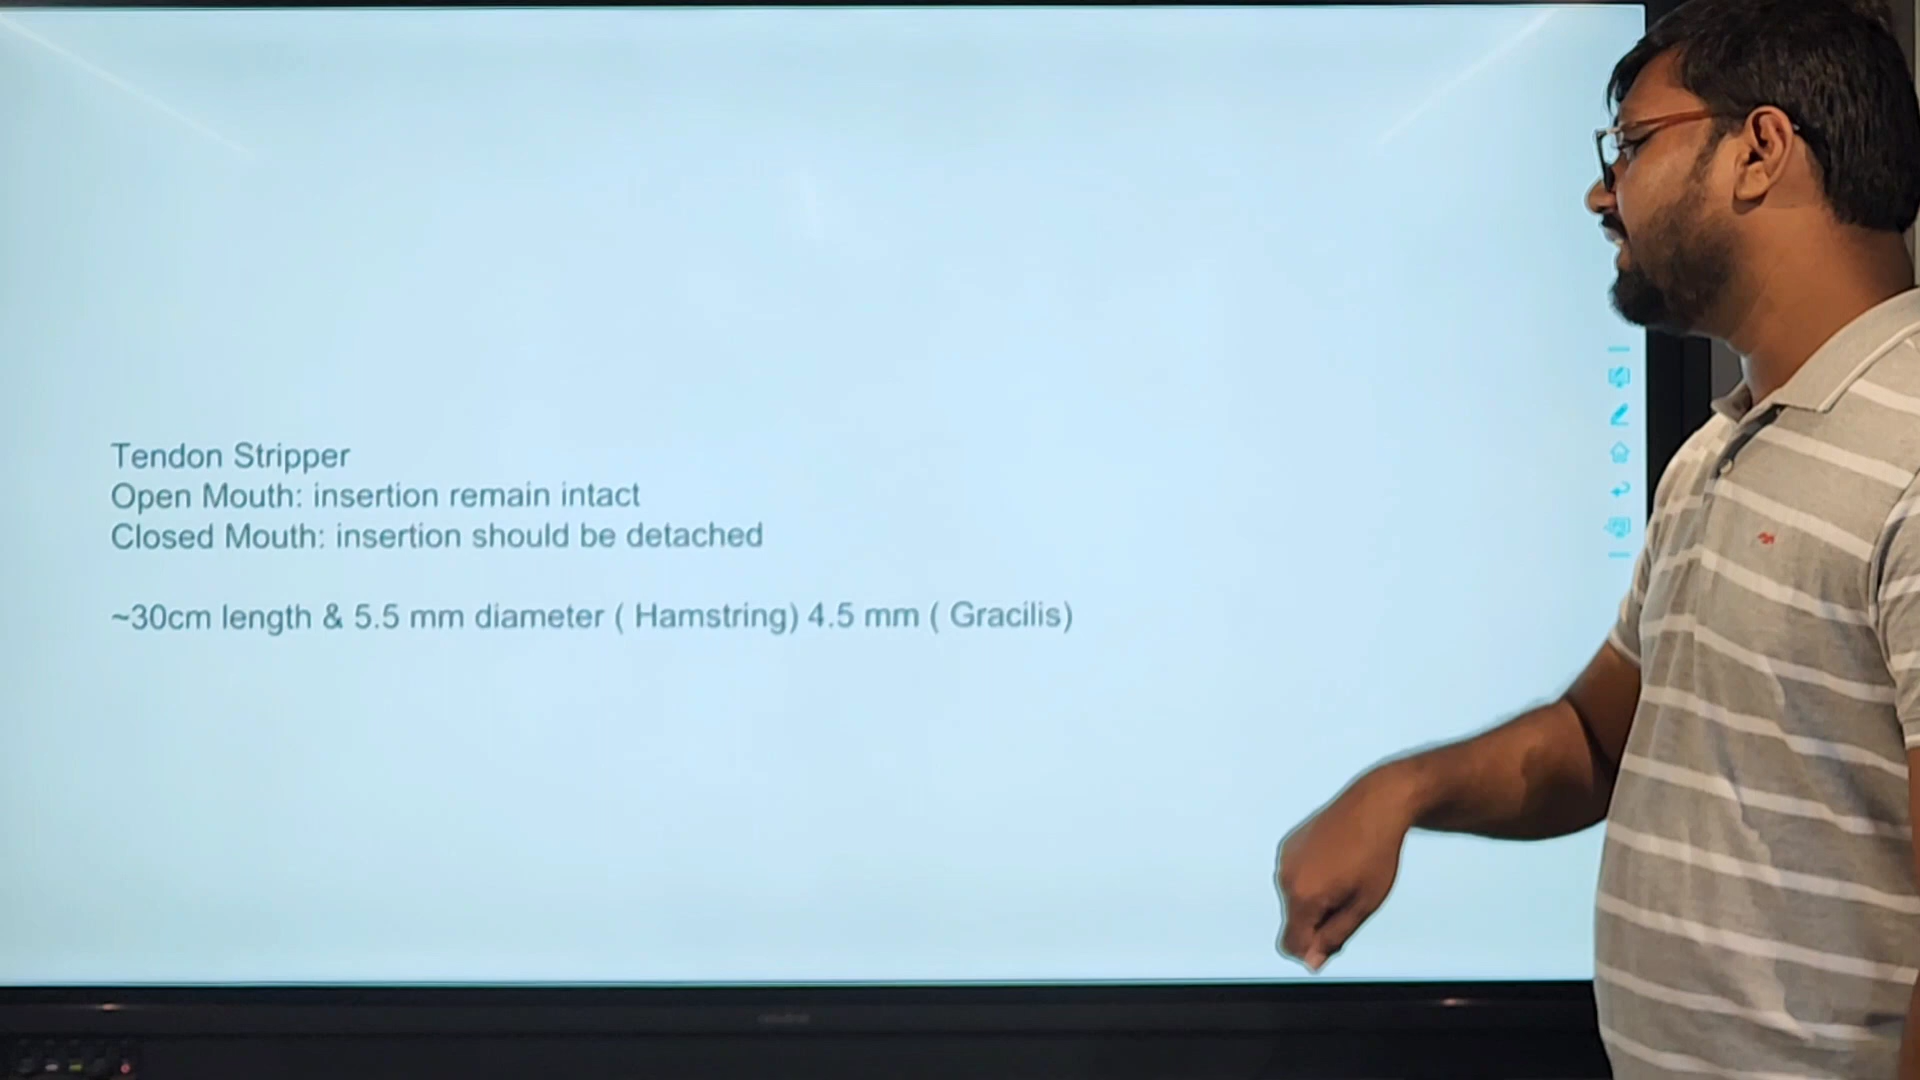 Tendon Stripper
Open Mouth: insertion remain intact
Closed Mouth: insertion should be detached
~30cm length & 5.5 mm diameter ( Hamstring) 4.5 mm ( Gracilis)